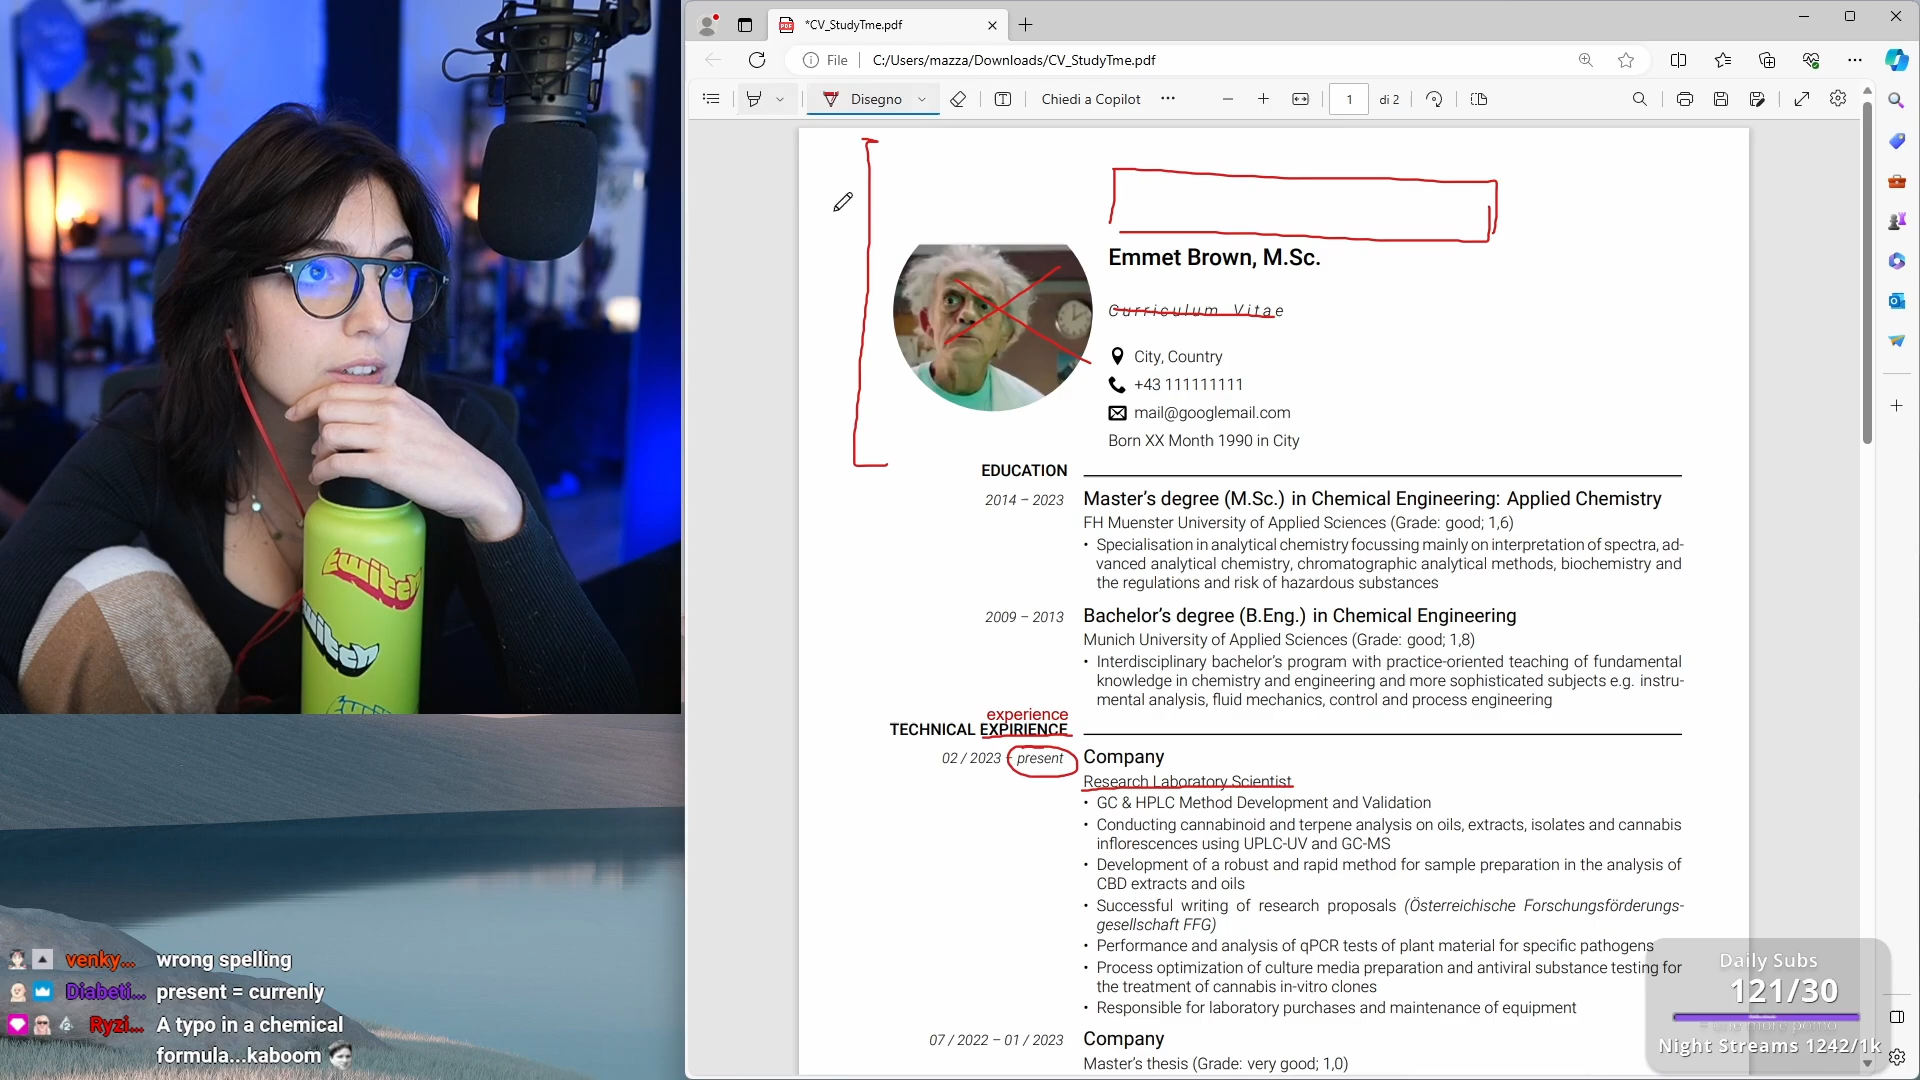 *CV_StudyTme.pdf
File
C:/Users/mazza/Downloads/CV_StudyTme.pdf
Disegno
Chiedi a Copilot
1
di 2
Emmet Brown, M.Sc.
Curriculum Vitae
City, Country
+43 111111111
mail@googlemail.com
Born XX Month 1990 in City
EDUCATION
2014 – 2023
Master's degree (M.Sc.) in Chemical Engineering: Applied Chemistry
FH Muenster University of Applied Sciences (Grade: good; 1,6)
• Specialisation in analytical chemistry focussing mainly on interpretation of spectra, ad-
vanced analytical chemistry, chromatographic analytical methods, biochemistry and
the regulations and risk of hazardous substances
2009 – 2013
Bachelor's degree (B.Eng.) in Chemical Engineering
Munich University of Applied Sciences (Grade: good; 1,8)
• Interdisciplinary bachelor's program with practice-oriented teaching of fundamental
knowledge in chemistry and engineering and more sophisticated subjects e.g. instru-
mental analysis, fluid mechanics, control and process engineering
experience
TECHNICAL EXPIRIENCE
02 / 2023 – present
Company
Research Laboratory Scientist
• GC & HPLC Method Development and Validation
• Conducting cannabinoid and terpene analysis on oils, extracts, isolates and cannabis
inflorescences using UPLC-UV and GC-MS
• Development of a robust and rapid method for sample preparation in the analysis of
CBD extracts and oils
• Successful writing of research proposals (Österreichische Forschungsförderungs-
gesellschaft FFG)
• Performance and analysis of qPCR tests of plant material for specific pathogens
• Process optimization of culture media preparation and antiviral substance testing for
the treatment of cannabis in-vitro clones
• Responsible for laboratory purchases and maintenance of equipment
07 / 2022 – 01 / 2023
Company
Master's thesis (Grade: very good; 1,0)
twitch
twitch
venky... wrong spelling
Diabeti... present = currenly
Ryzi... A typo in a chemical
formula...kaboom
Daily Subs
121/30
Night Streams 1242/1k